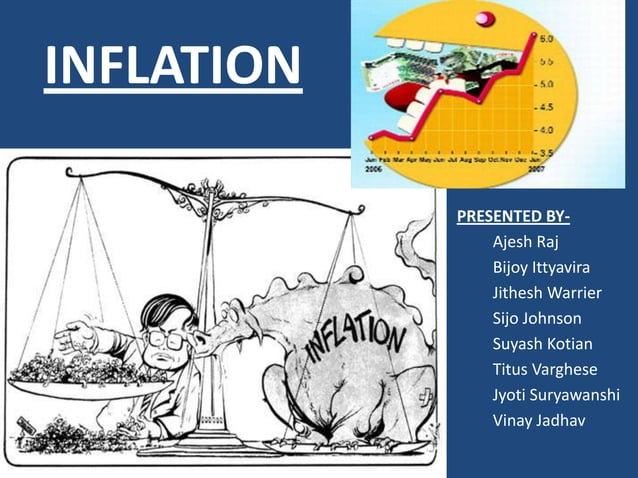 INFLATION
6.0
5.5
5.0
4.5
4.0
3.5
Jan Feb Mar Apr May Jun Jul Aug Sep Oct Nov Dec Jan
2006 2007
PRESENTED BY-
Ajesh Raj
Bijoy Ittyavira
Jithesh Warrier
Sijo Johnson
Suyash Kotian
Titus Varghese
Jyoti Suryawanshi
Vinay Jadhav
INFLATION